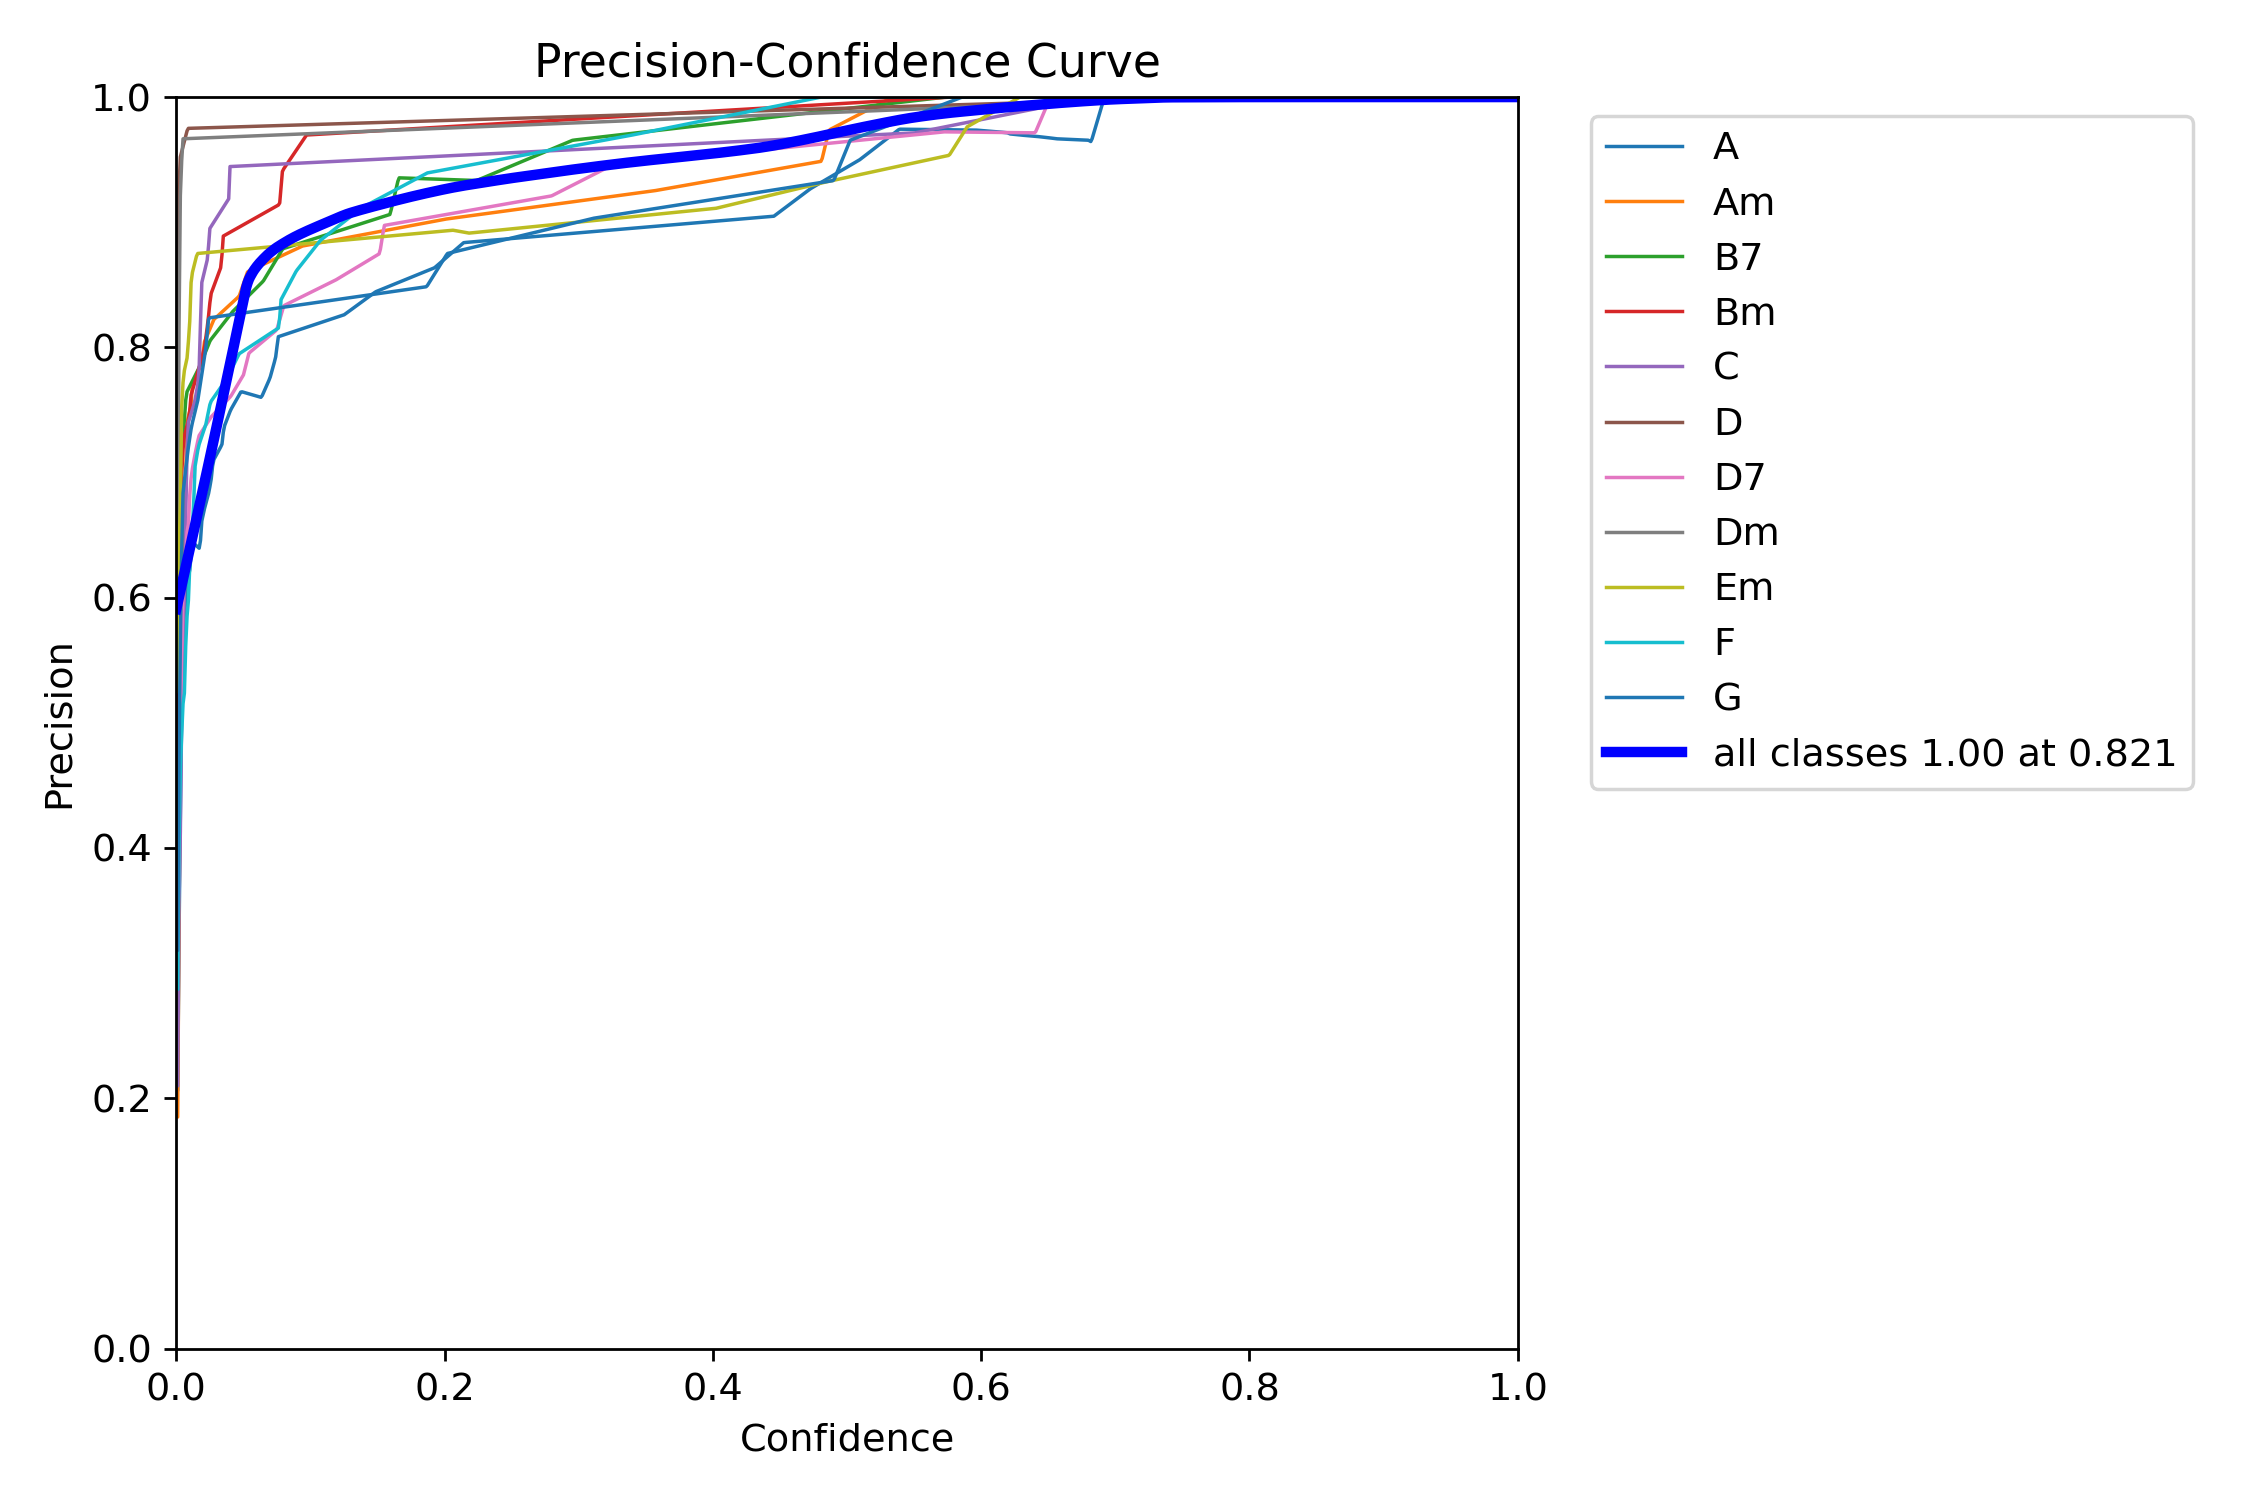 Precision-Confidence Curve
1.0
0.8
0.6
0.4
0.2
0.0
Precision
0.0 0.2 0.4 0.6 0.8 1.0
Confidence
A
Am
B7
Bm
C
D
D7
Dm
Em
F
G
all classes 1.00 at 0.821